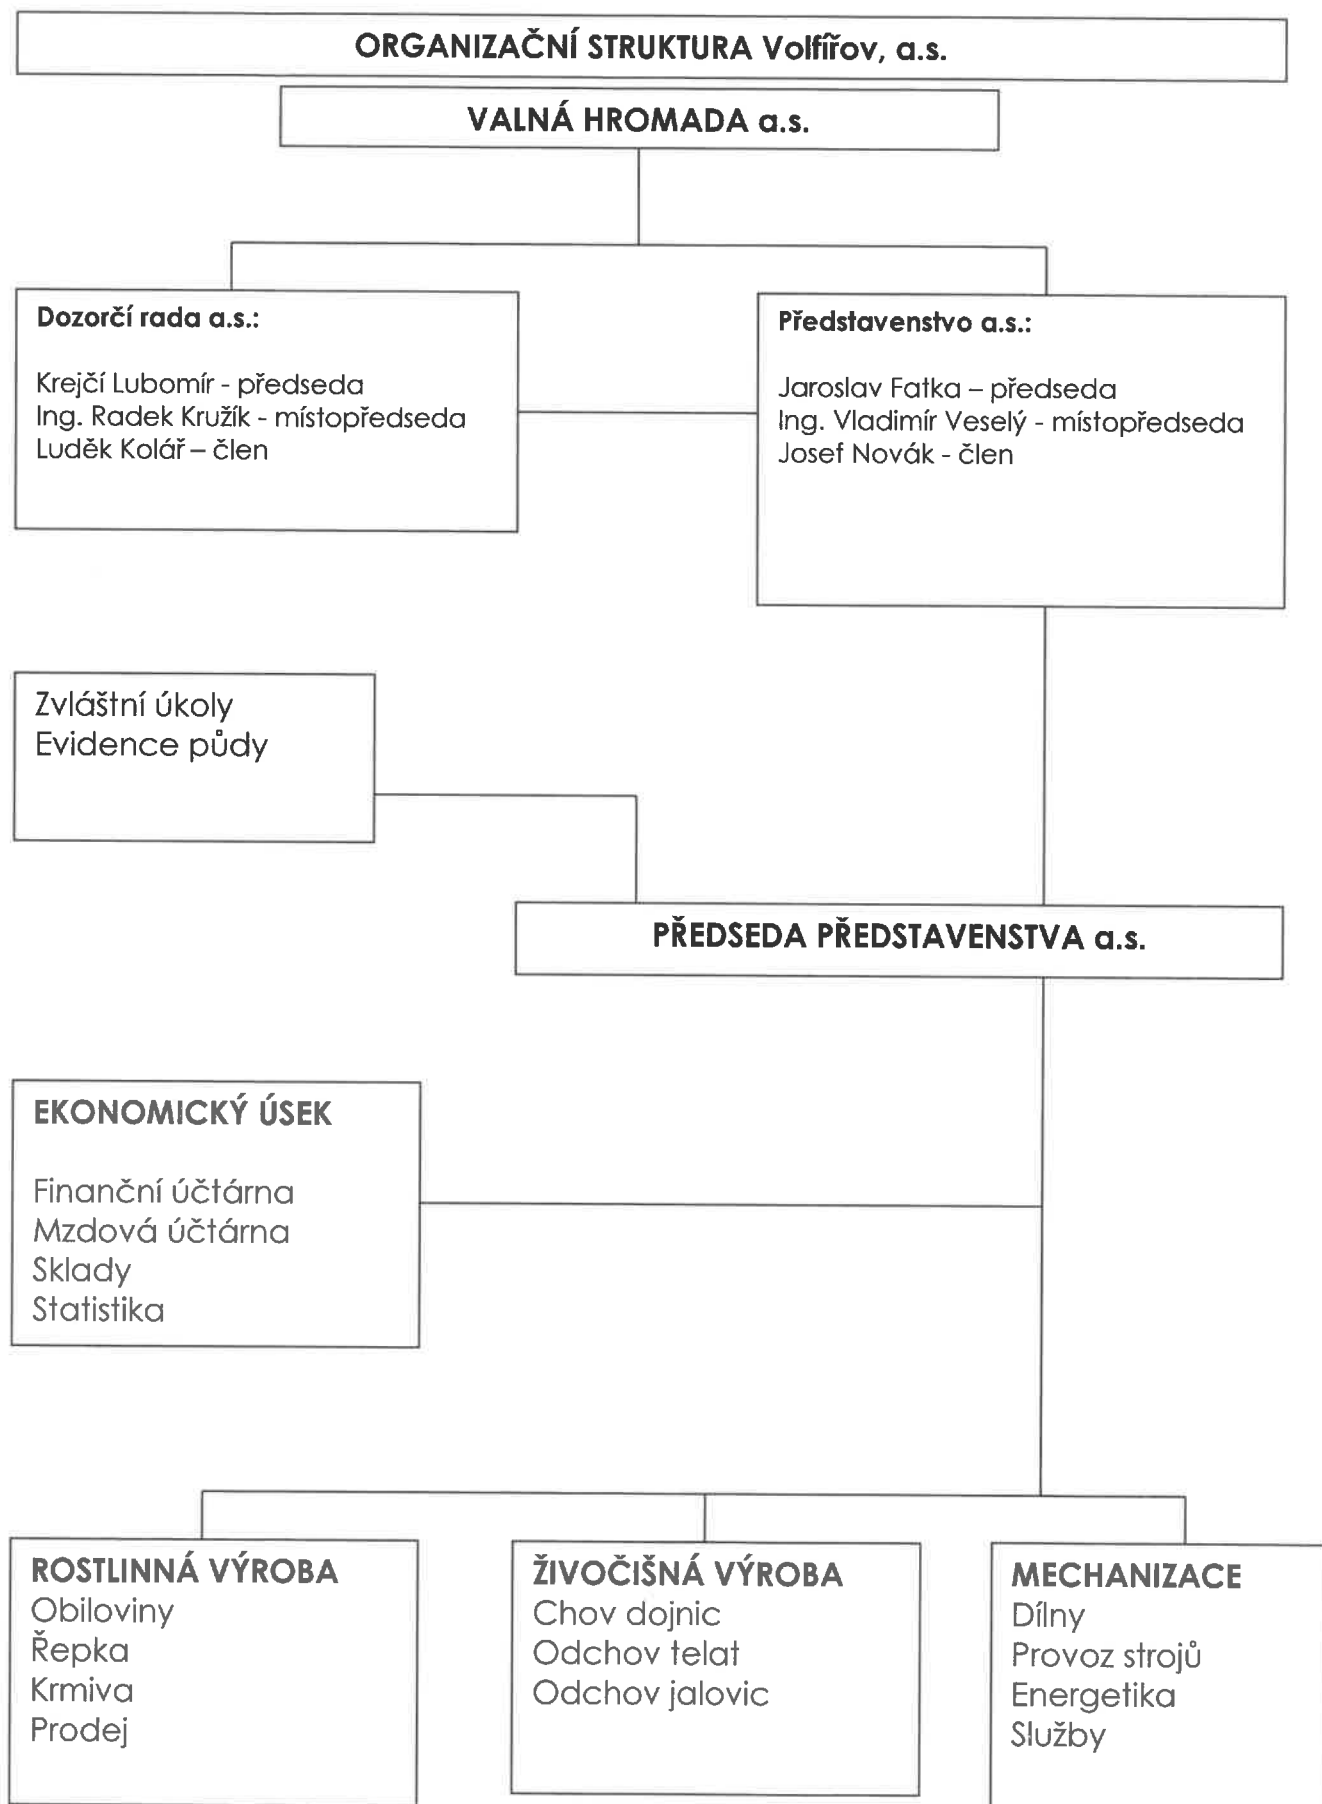 ORGANIZAČNÍ STRUKTURA Volfířov, a.s.
VALNÁ HROMADA a.s.
Dozorčí rada a.s.:
Krejčí Lubomír - předseda
Ing. Radek Kružík - místopředseda
Luděk Kolář – člen
Představenstvo a.s.:
Jaroslav Fatka – předseda
Ing. Vladimír Veselý - místopředseda
Josef Novák - člen
Zvláštní úkoly
Evidence půdy
PŘEDSEDA PŘEDSTAVENSTVA a.s.
EKONOMICKÝ ÚSEK
Finanční účtárna
Mzdová účtárna
Sklady
Statistika
ROSTLINNÁ VÝROBA
Obiloviny
Řepka
Krmiva
Prodej
ŽIVOČIŠNÁ VÝROBA
Chov dojnic
Odchov telat
Odchov jalovic
MECHANIZACE
Dílny
Provoz strojů
Energetika
Služby